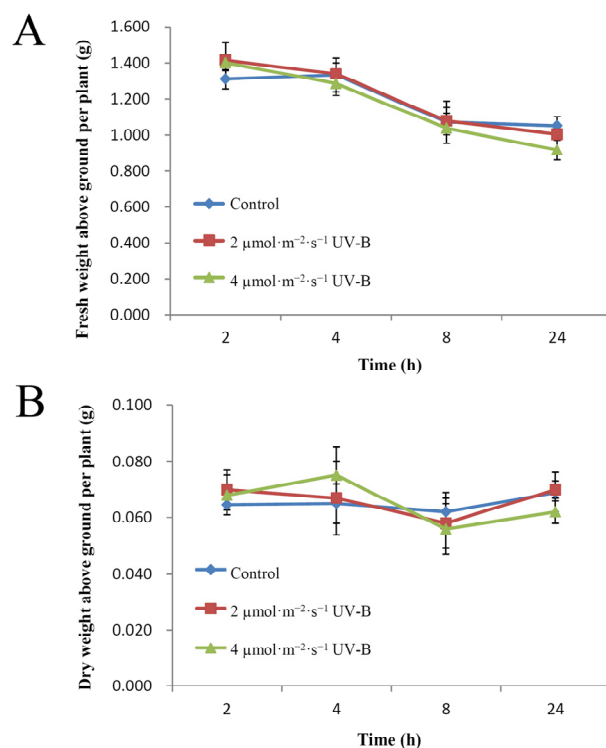 A
Fresh weight above ground per plant (g)
1.600
1.400
1.200
1.000
0.800
0.600
0.400
0.200
0.000
Control
2 µmol·m−2·s−1 UV-B
4 µmol·m−2·s−1 UV-B
2 4 8 24
Time (h)
B
Dry weight above ground per plant (g)
0.100
0.080
0.060
0.040
0.020
0.000
Control
2 µmol·m−2·s−1 UV-B
4 µmol·m−2·s−1 UV-B
2 4 8 24
Time (h)